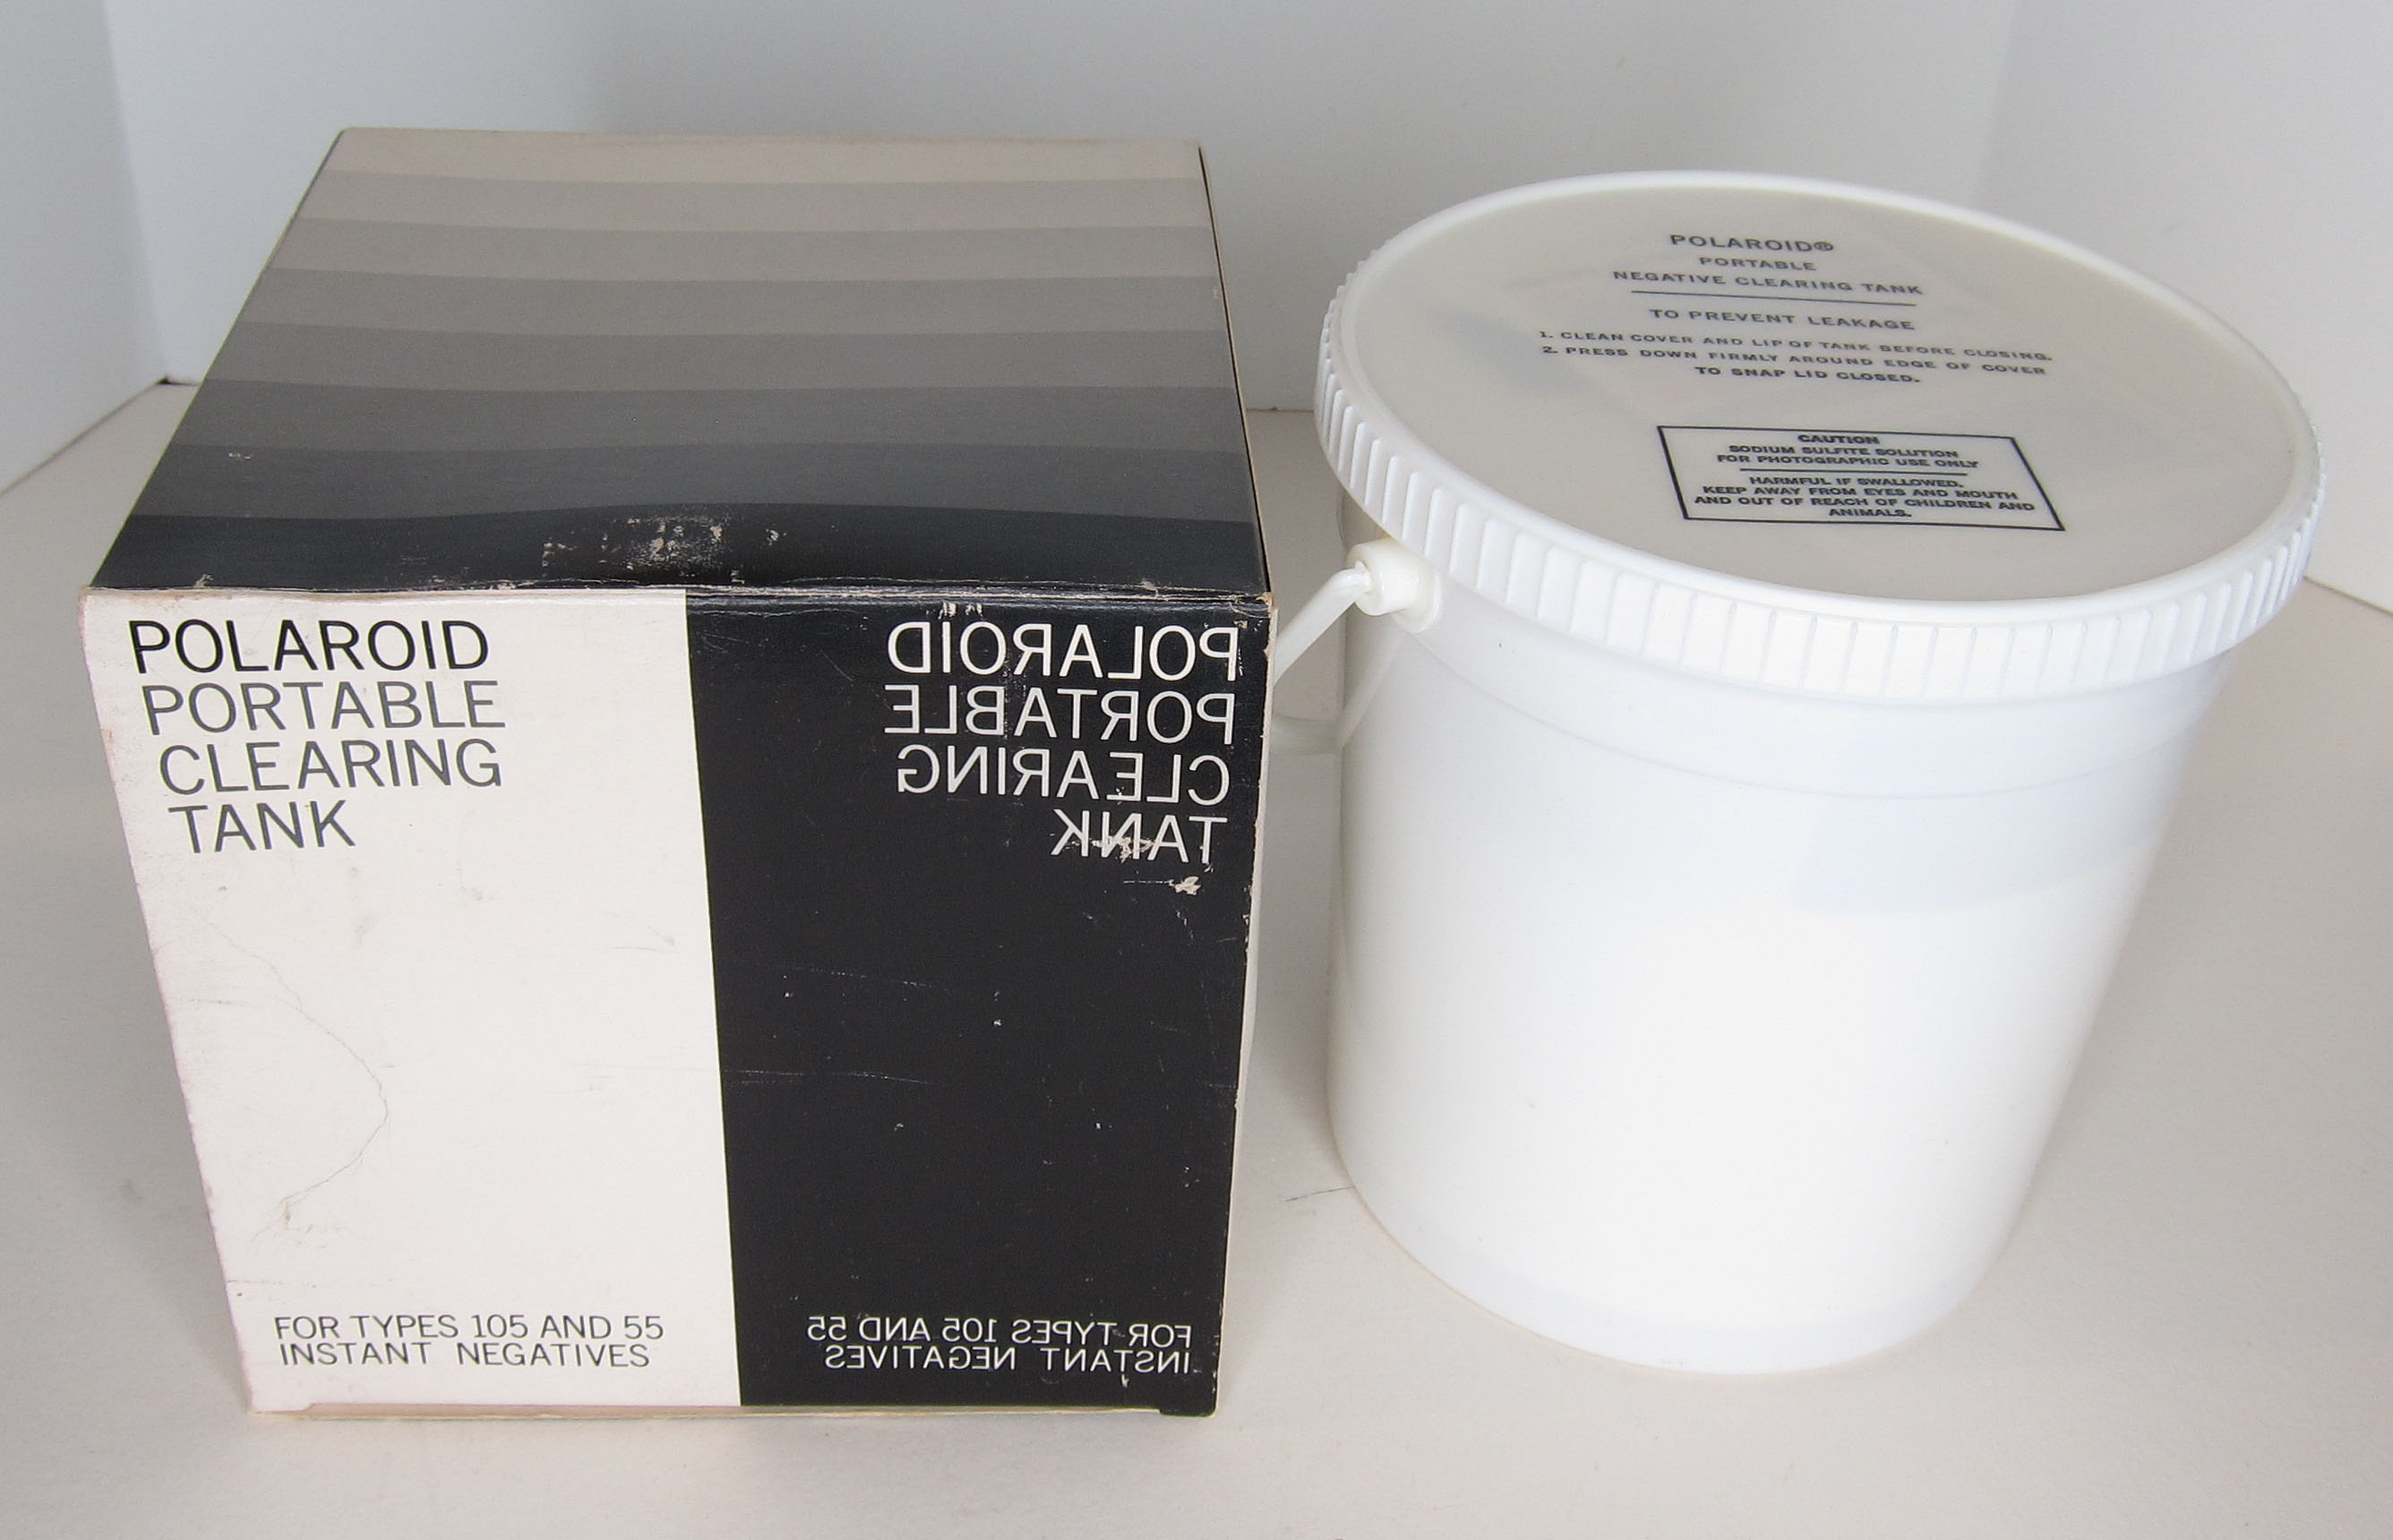 POLAROID
PORTABLE
CLEARING
TANK
FOR TYPES 105 AND 55
INSTANT NEGATIVES
POLAROID
PORTABLE
CLEARING
TANK
FOR TYPES 105 AND 55
INSTANT NEGATIVES
POLAROID®
PORTABLE
NEGATIVE CLEARING TANK
TO PREVENT LEAKAGE
1. CLEAN COVER AND LIP OF TANK BEFORE CLOSING.
2. PRESS DOWN FIRMLY AROUND EDGE OF COVER
TO SNAP LID CLOSED.
CAUTION
SODIUM SULFITE SOLUTION
FOR PHOTOGRAPHIC USE ONLY
HARMFUL IF SWALLOWED.
KEEP AWAY FROM EYES AND MOUTH
AND OUT OF REACH OF CHILDREN AND
ANIMALS.